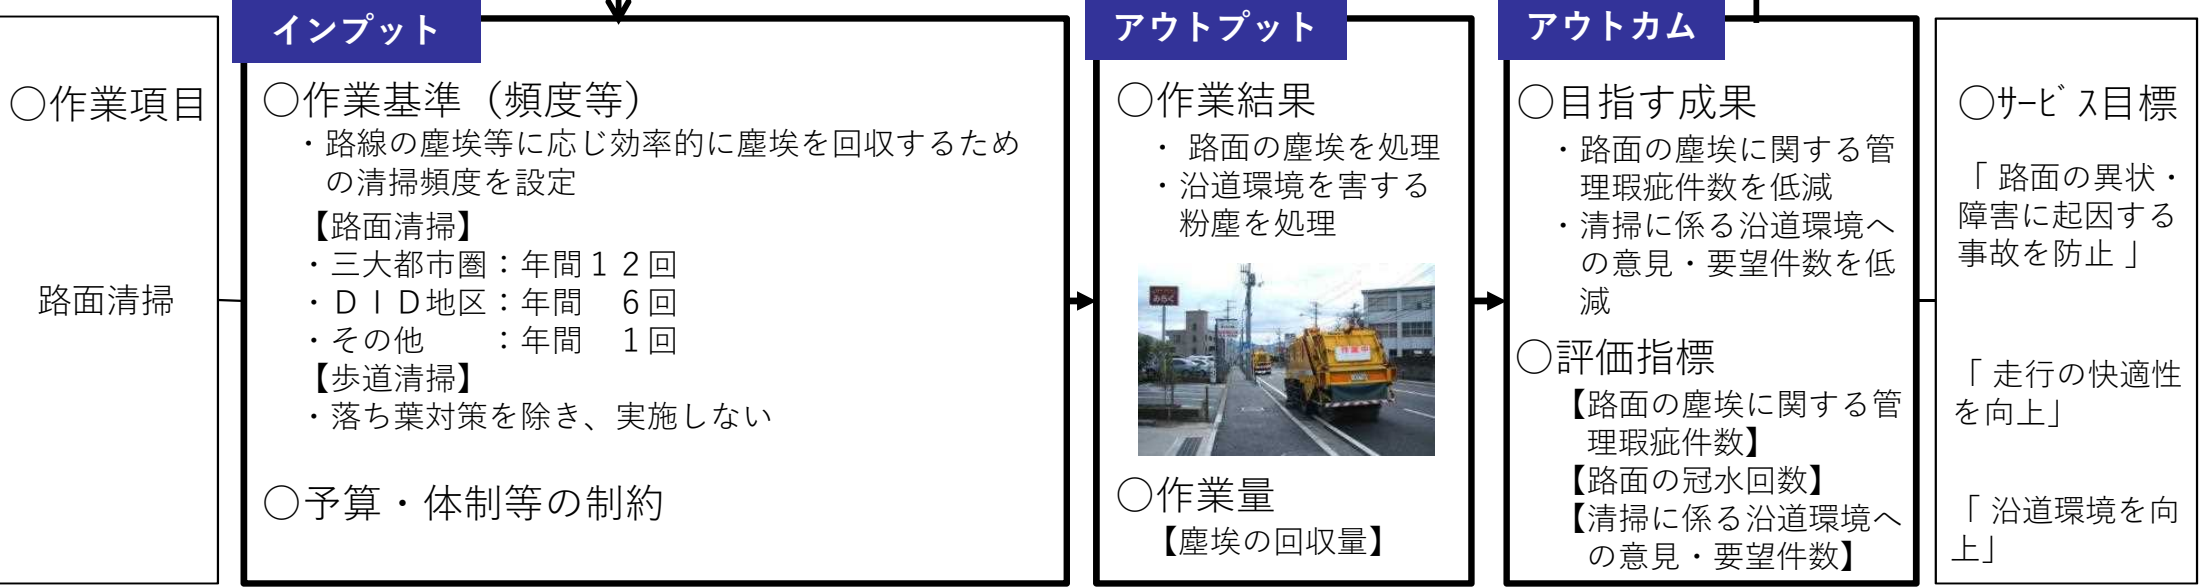 ○作業項目
路面清掃
インプット
○作業基準（頻度等）
・路線の塵埃等に応じ効率的に塵埃を回収するため
の清掃頻度を設定
【路面清掃】
・三大都市圏：年間１２回
・ＤＩＤ地区：年間　６回
・その他　　：年間　１回
【歩道清掃】
・落ち葉対策を除き、実施しない
○予算・体制等の制約
アウトプット
○作業結果
・ 路面の塵埃を処理
・沿道環境を害する
粉塵を処理
作業中
○作業量
【塵埃の回収量】
アウトカム
○目指す成果
・路面の塵埃に関する管
理瑕疵件数を低減
・清掃に係る沿道環境へ
の意見・要望件数を低
減
○評価指標
【路面の塵埃に関する管
理瑕疵件数】
【路面の冠水回数】
【清掃に係る沿道環境へ
の意見・要望件数】
○ｻｰﾋﾞｽ目標
「 路面の異状・
障害に起因する
事故を防止 」
「 走行の快適性
を向上」
「 沿道環境を向
上」